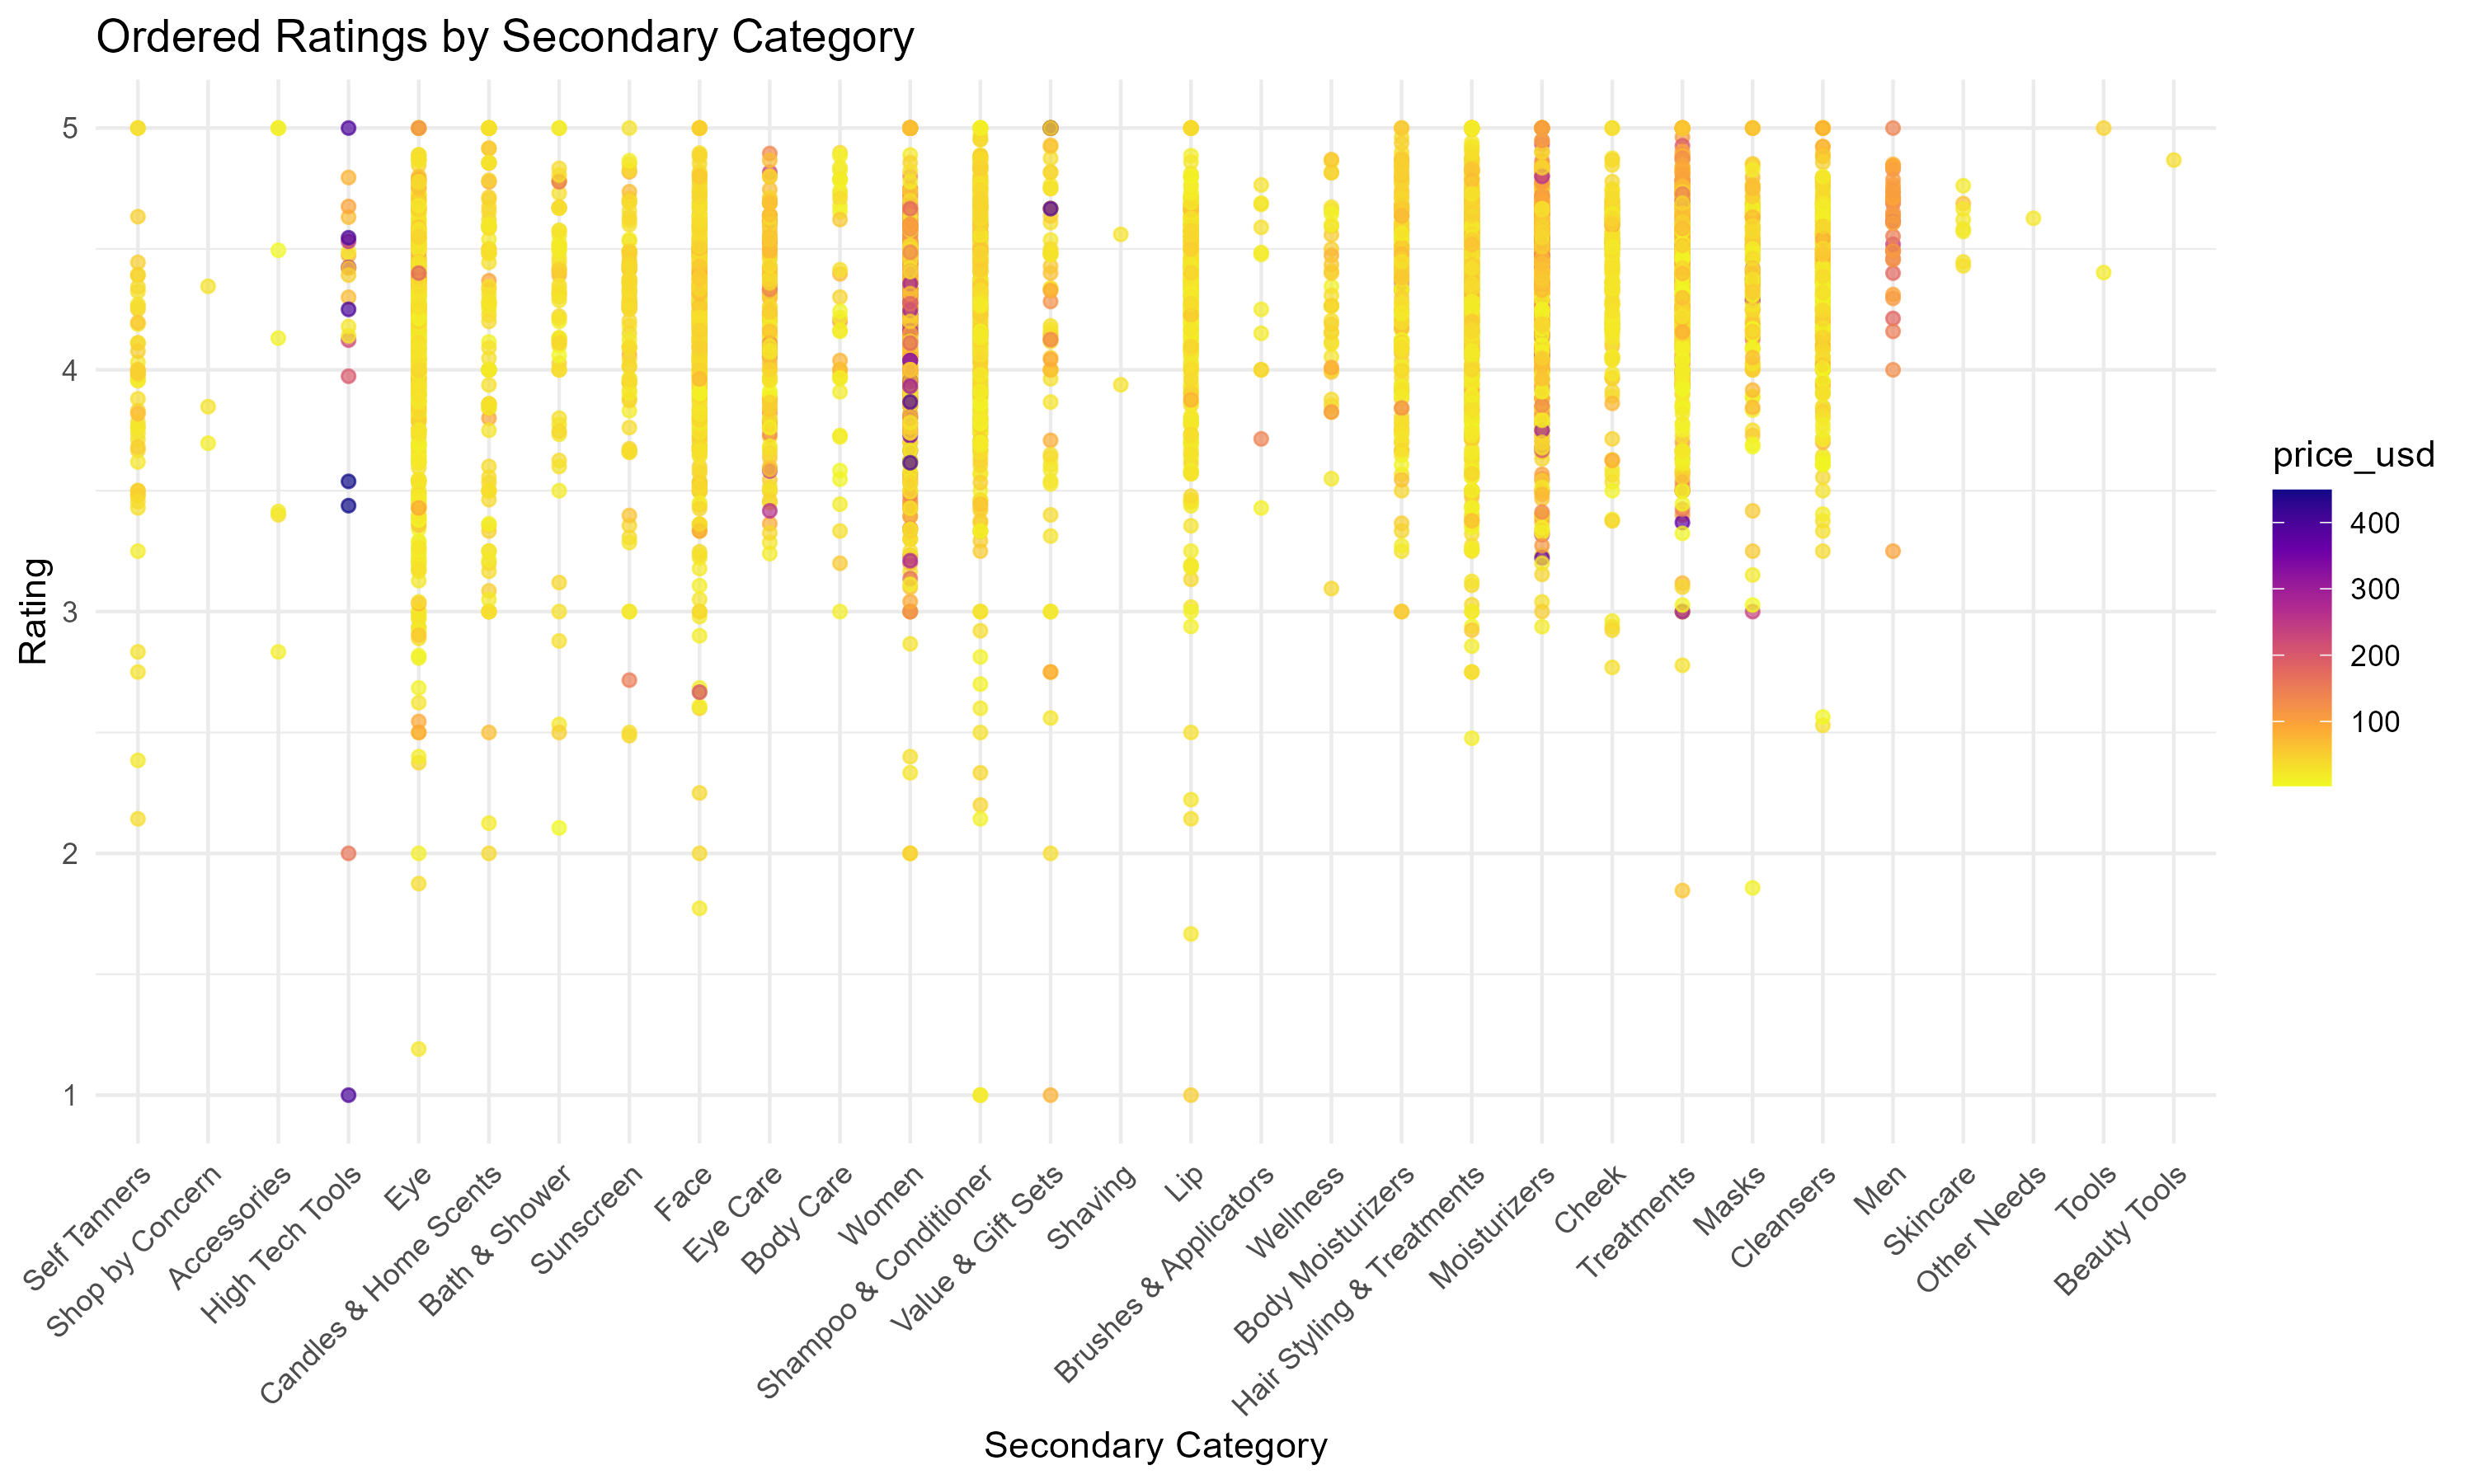 Ordered Ratings by Secondary Category
Rating
5
4
3
2
1
Self Tanners
Shop by Concern
Accessories
High Tech Tools
Eye
Candles & Home Scents
Bath & Shower
Sunscreen
Face
Eye Care
Body Care
Women
Shampoo & Conditioner
Value & Gift Sets
Shaving
Lip
Brushes & Applicators
Wellness
Body Moisturizers
Hair Styling & Treatments
Moisturizers
Cheek
Treatments
Masks
Cleansers
Men
Skincare
Other Needs
Tools
Beauty Tools
Secondary Category
price_usd
400
300
200
100